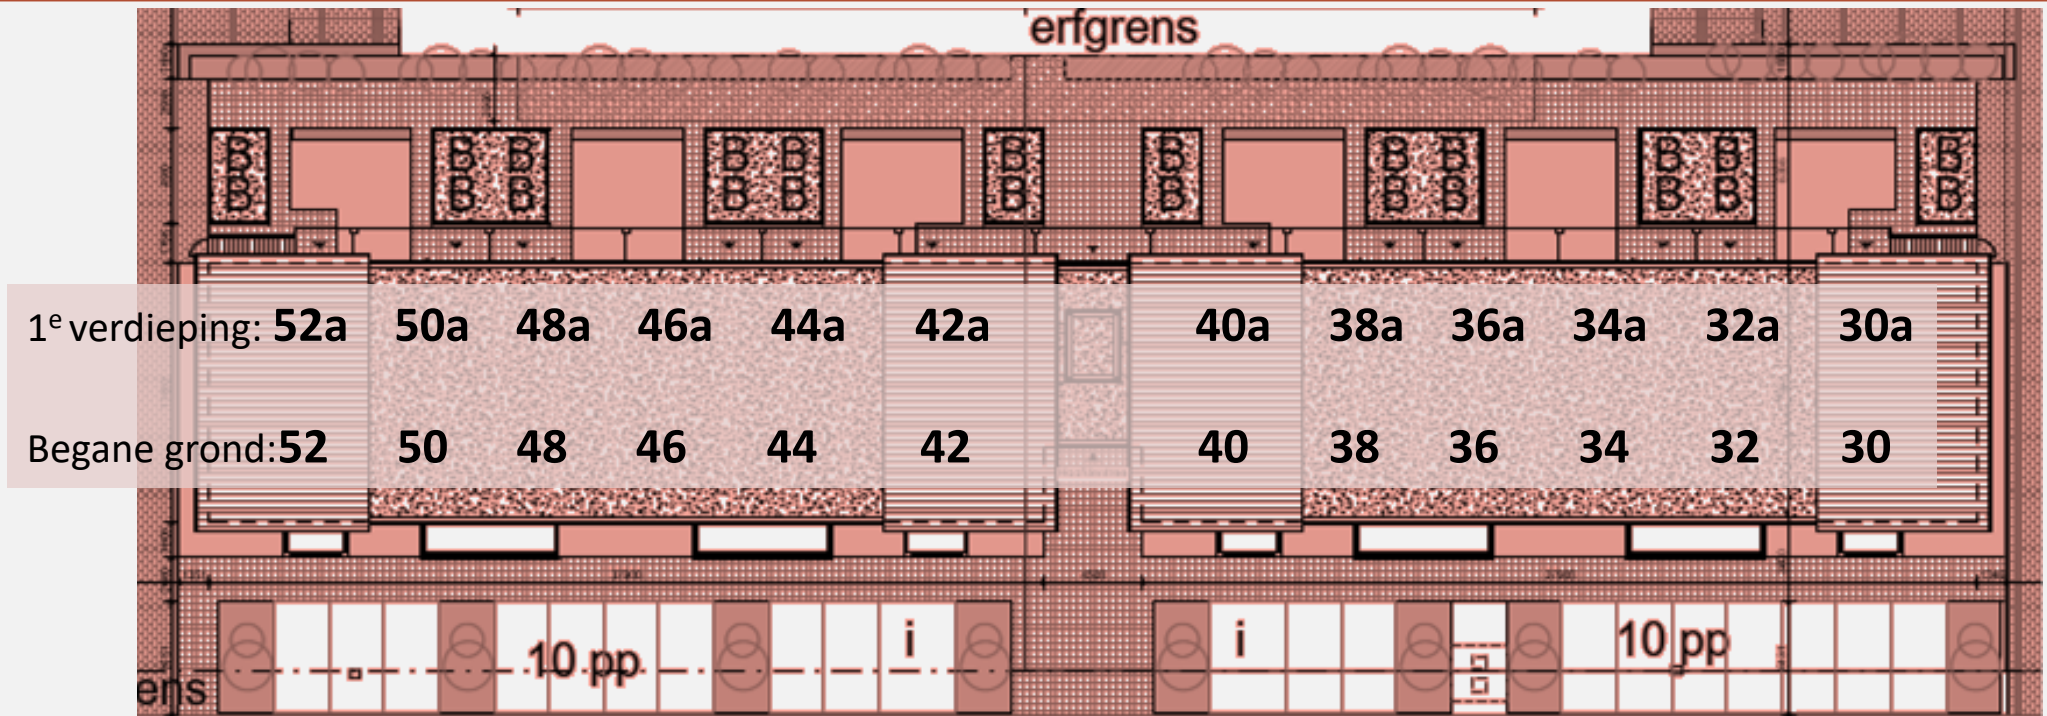 erfgrens
B B B B B B B B B B B B
B B B B B B B B B B B B
1e verdieping: 52a 50a 48a 46a 44a 42a 40a 38a 36a 34a 32a 30a
Begane grond: 52 50 48 46 44 42 40 38 36 34 32 30
i i 10 pp
10 pp
ens